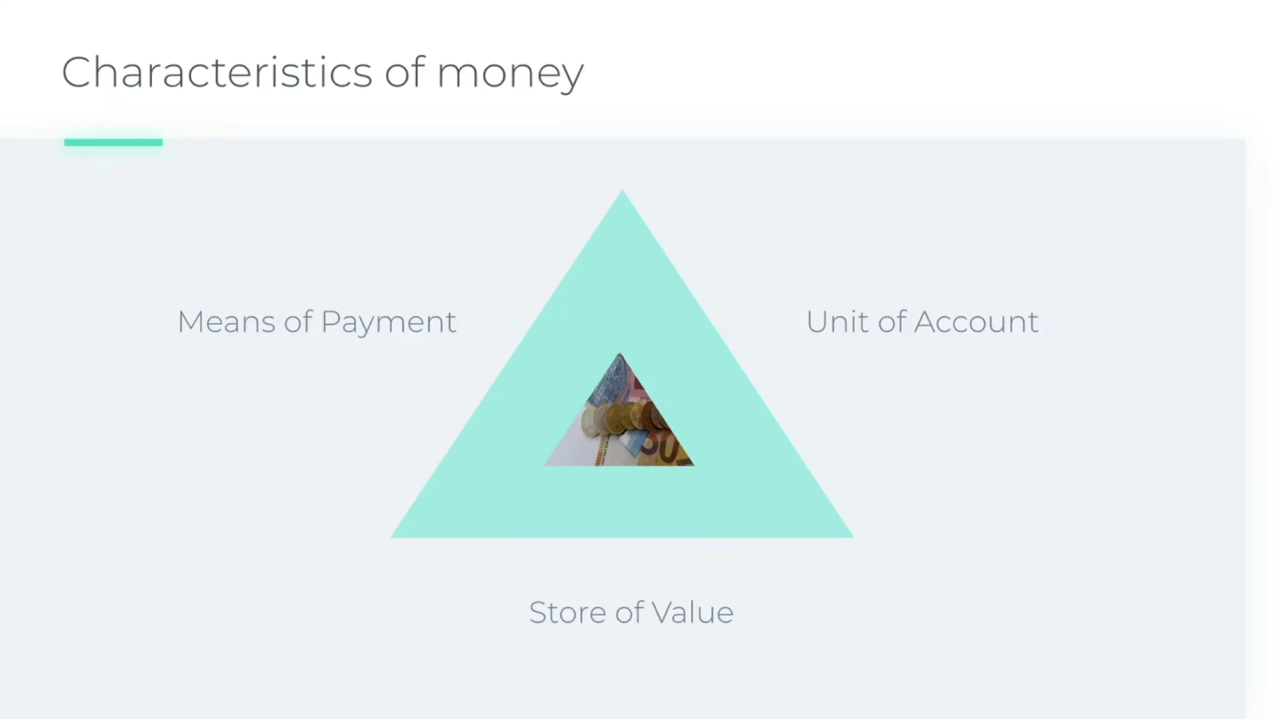 Characteristics of money
Means of Payment
Unit of Account
Store of Value